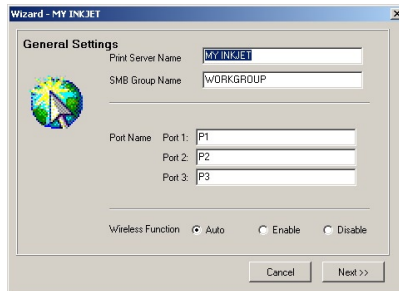 Wizard - MY INKJET
General Settings
Print Server Name MY INKJET
SMB Group Name WORKGROUP
Port Name Port 1: P1
Port 2: P2
Port 3: P3
Wireless Function Auto Enable Disable
Cancel Next >>